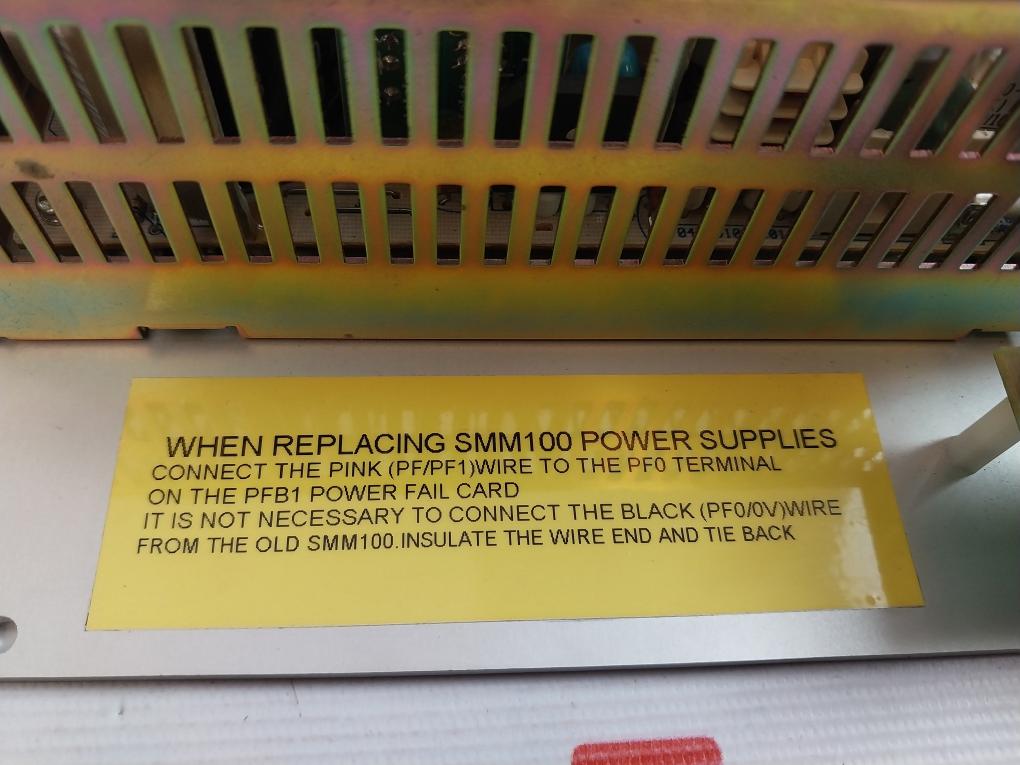 WHEN REPLACING SMM100 POWER SUPPLIES
CONNECT THE PINK (PF/PF1)WIRE TO THE PF0 TERMINAL
ON THE PFB1 POWER FAIL CARD
IT IS NOT NECESSARY TO CONNECT THE BLACK (PF0/0V)WIRE
FROM THE OLD SMM100.INSULATE THE WIRE END AND TIE BACK